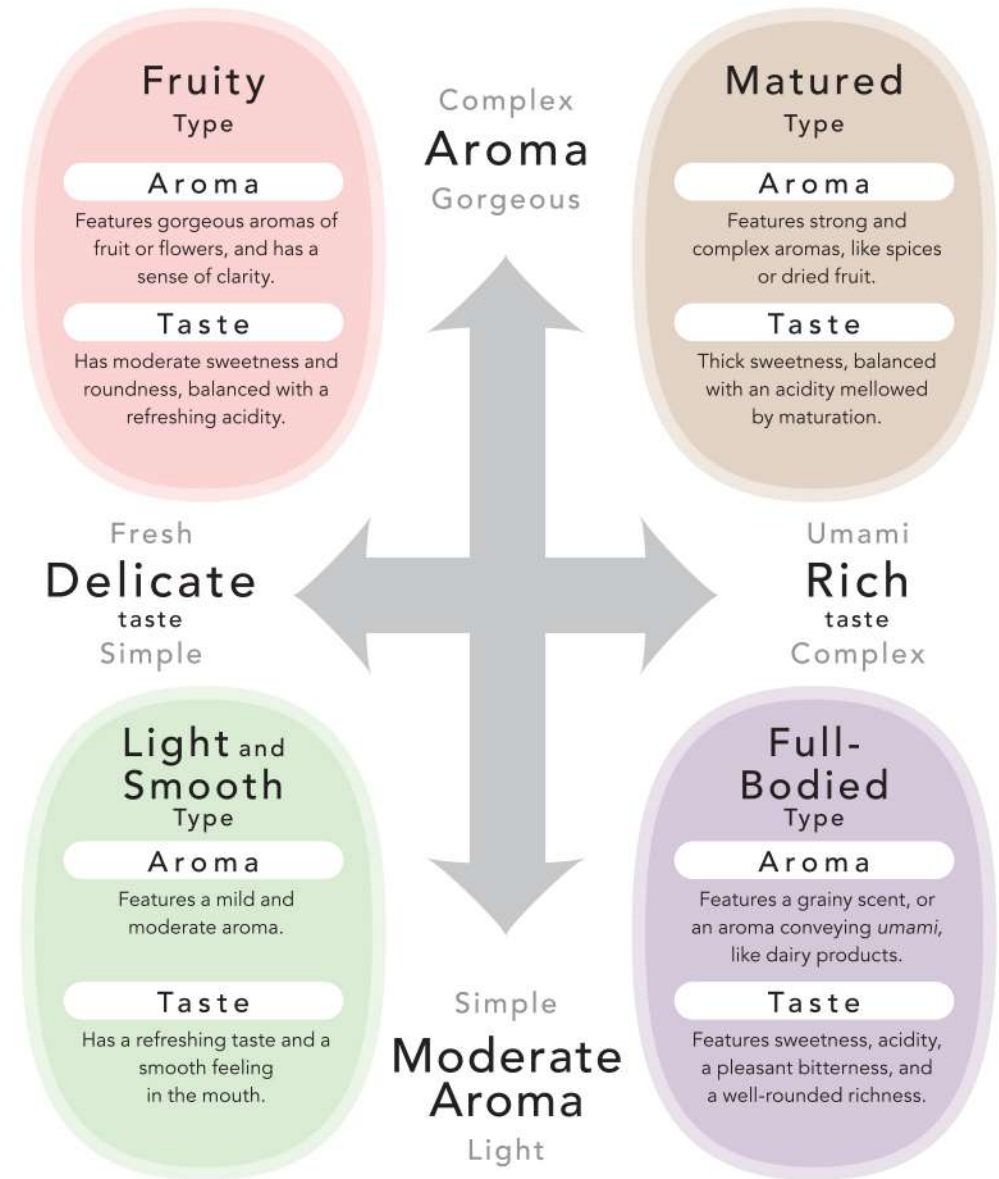 Fruity
Type
Aroma
Features gorgeous aromas of
fruit or flowers, and has a
sense of clarity.
Taste
Has moderate sweetness and
roundness, balanced with a
refreshing acidity.
Complex
Aroma
Gorgeous
Matured
Type
Aroma
Features strong and
complex aromas, like spices
or dried fruit.
Taste
Thick sweetness, balanced
with an acidity mellowed
by maturation.
Fresh
Delicate
taste
Simple
Umami
Rich
taste
Complex
Light and
Smooth
Type
Aroma
Features a mild and
moderate aroma.
Taste
Has a refreshing taste and a
smooth feeling
in the mouth.
Simple
Moderate
Aroma
Light
Full-
Bodied
Type
Aroma
Features a grainy scent, or
an aroma conveying umami,
like dairy products.
Taste
Features sweetness, acidity,
a pleasant bitterness, and
a well-rounded richness.